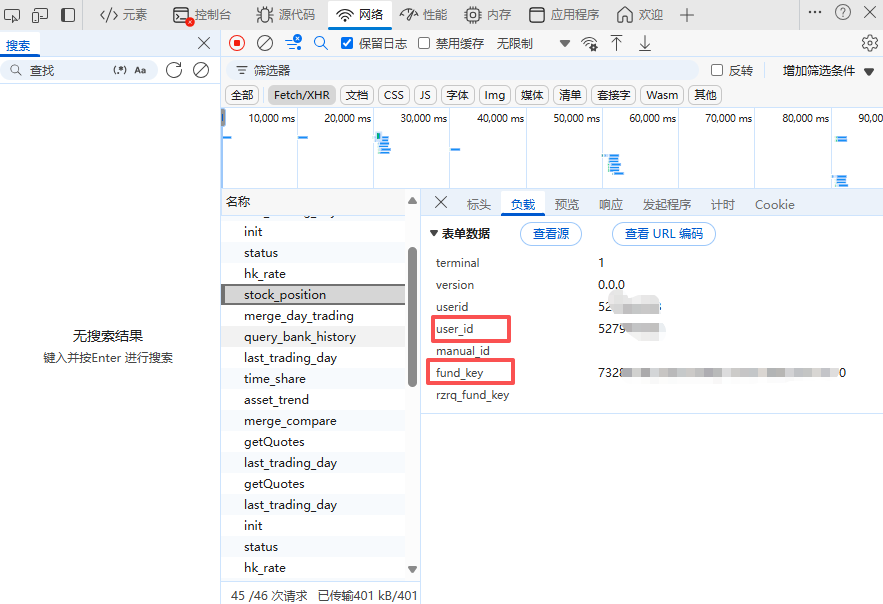 元素 控制台 源代码 网络 性能 内存 应用程序 欢迎
搜索
保留日志 禁用缓存 无限制
查找 (.*) Aa
筛选器 反转 增加筛选条件
全部 Fetch/XHR 文档 CSS JS 字体 Img 媒体 清单 套接字 Wasm 其他
10,000 ms 20,000 ms 30,000 ms 40,000 ms 50,000 ms 60,000 ms 70,000 ms 80,000 ms 90,00
无搜索结果
键入并按Enter 进行搜索
名称
init
status
hk_rate
stock_position
merge_day_trading
query_bank_history
last_trading_day
time_share
asset_trend
merge_compare
getQuotes
last_trading_day
getQuotes
last_trading_day
init
status
hk_rate
45 /46 次请求 已传输401 kB/401
标头 负载 预览 响应 发起程序 计时 Cookie
表单数据 查看源 查看 URL 编码
terminal 1
version 0.0.0
userid 52
user_id 5279
manual_id
fund_key 7328 0
rzrq_fund_key